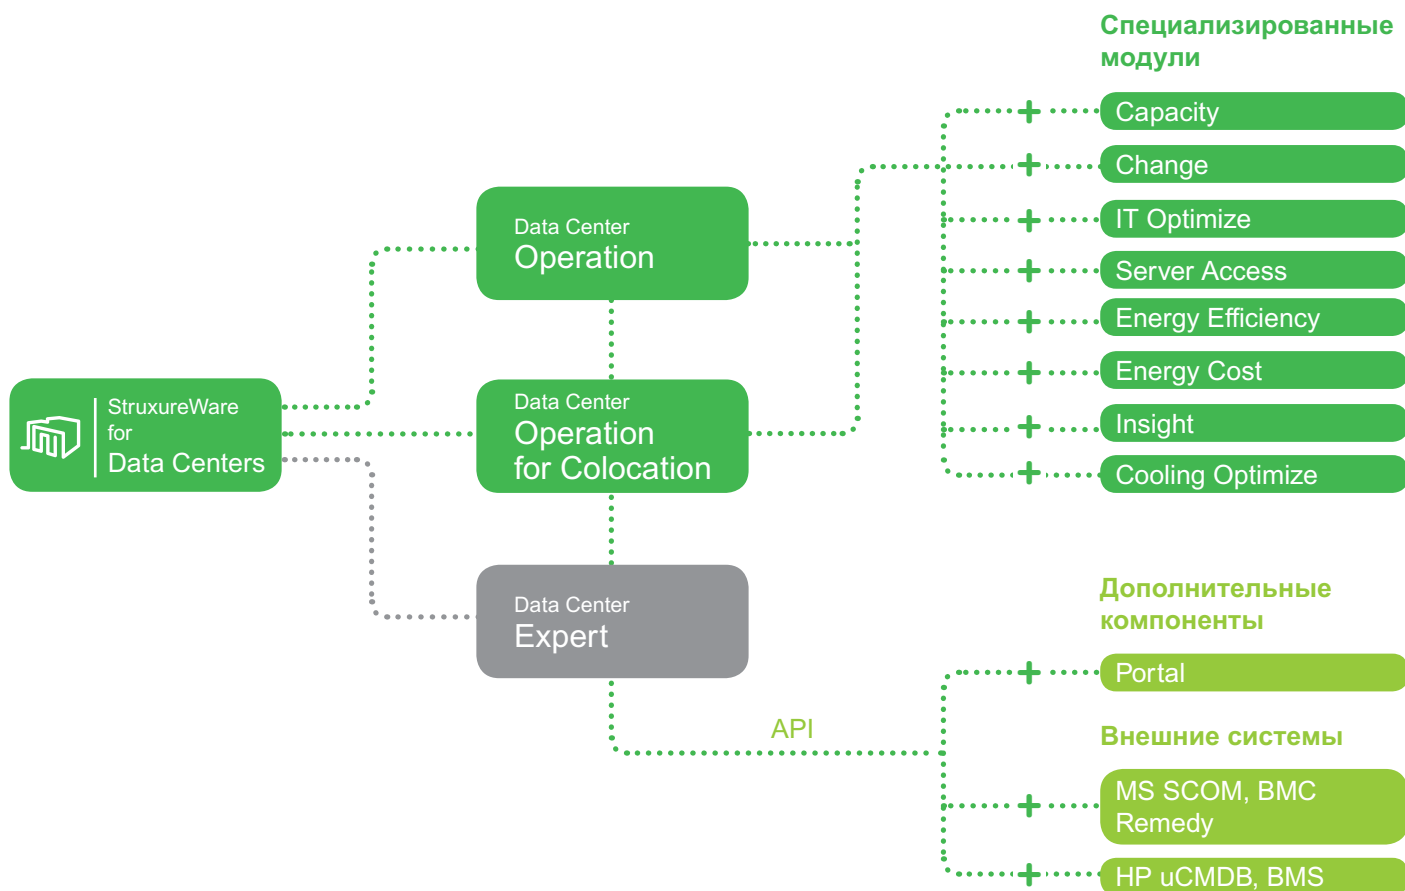 Специализированные
модули
Capacity
Change
IT Optimize
Server Access
Energy Efficiency
Energy Cost
Insight
Cooling Optimize
Data Center
Operation
Data Center
Operation
for Colocation
Data Center
Expert
StruxureWare
for
Data Centers
API
Дополнительные
компоненты
Portal
Внешние системы
MS SCOM, BMC
Remedy
HP uCMDB, BMS